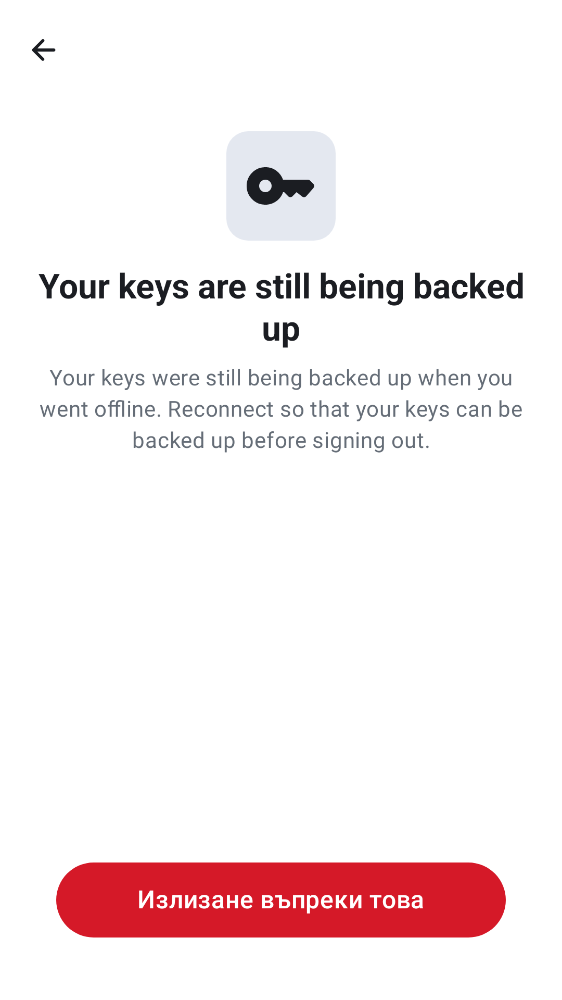 Your keys are still being backed
up
Your keys were still being backed up when you
went offline. Reconnect so that your keys can be
backed up before signing out.
Излизане въпреки това